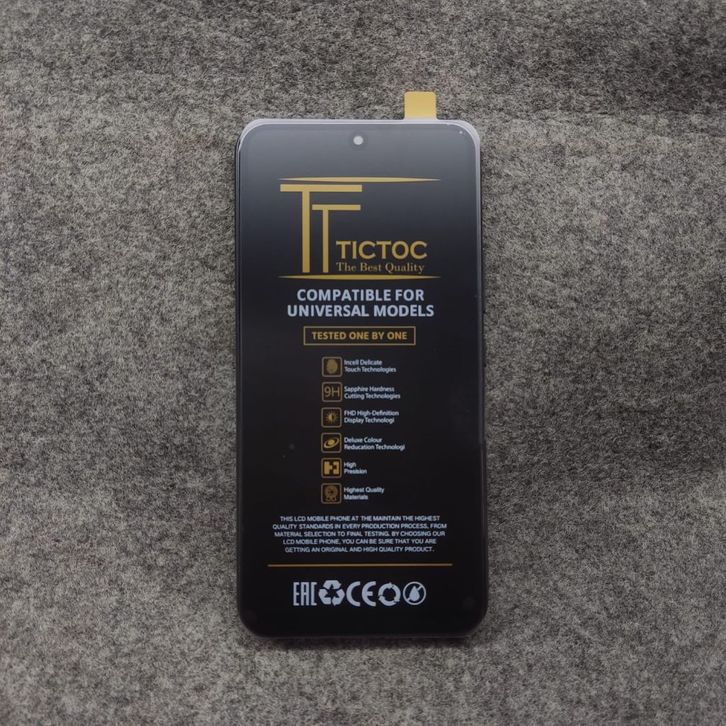 TT
TICTOC
The Best Quality
COMPATIBLE FOR
UNIVERSAL MODELS
TESTED ONE BY ONE
Incell Delicate
Touch Technologies
9H
Sapphire Hardness
Cutting Technologies
FHD High-Definition
Display Technologi
Deluxe Colour
Reducation Technologi
High
Presision
Highest Quality
Materials
THIS LCD MOBILE PHONE AT THE MAINTAIN THE HIGHEST
QUALITY STANDARDS IN EVERY PRODUCTION PROCESS, FROM
MATERIAL SELECTION TO FINAL TESTING. BY CHOOSING OUR
LCD MOBILE PHONE, YOU CAN BE SURE THAT YOU ARE
GETTING AN ORIGINAL AND HIGH QUALITY PRODUCT.
EAC CE